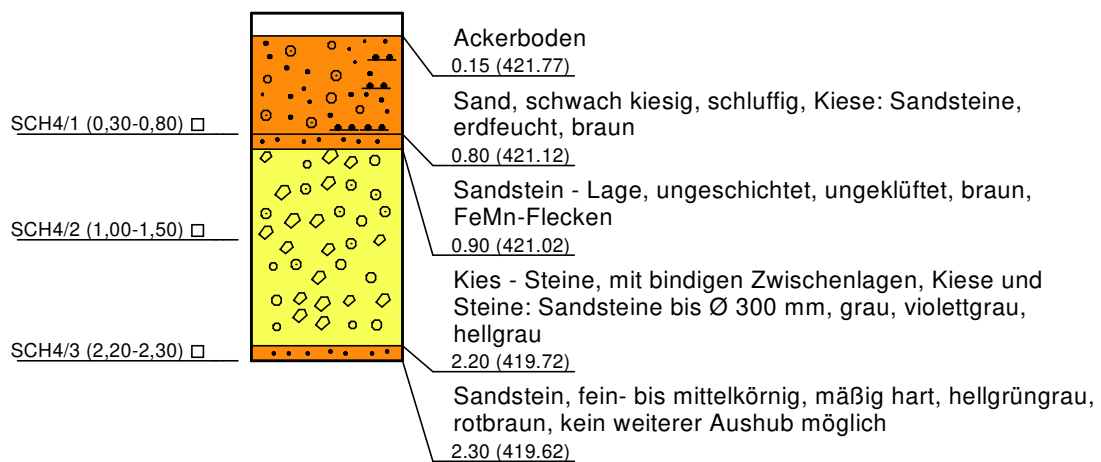 Ackerboden
0.15 (421.77)
Sand, schwach kiesig, schluffig, Kiese: Sandsteine,
erdfeucht, braun
SCH4/1 (0,30-0,80)
0.80 (421.12)
Sandstein - Lage, ungeschichtet, ungeklüftet, braun,
FeMn-Flecken
SCH4/2 (1,00-1,50)
0.90 (421.02)
Kies - Steine, mit bindigen Zwischenlagen, Kiese und
Steine: Sandsteine bis Ø 300 mm, grau, violettgrau,
hellgrau
SCH4/3 (2,20-2,30)
2.20 (419.72)
Sandstein, fein- bis mittelkörnig, mäßig hart, hellgrüngrau,
rotbraun, kein weiterer Aushub möglich
2.30 (419.62)